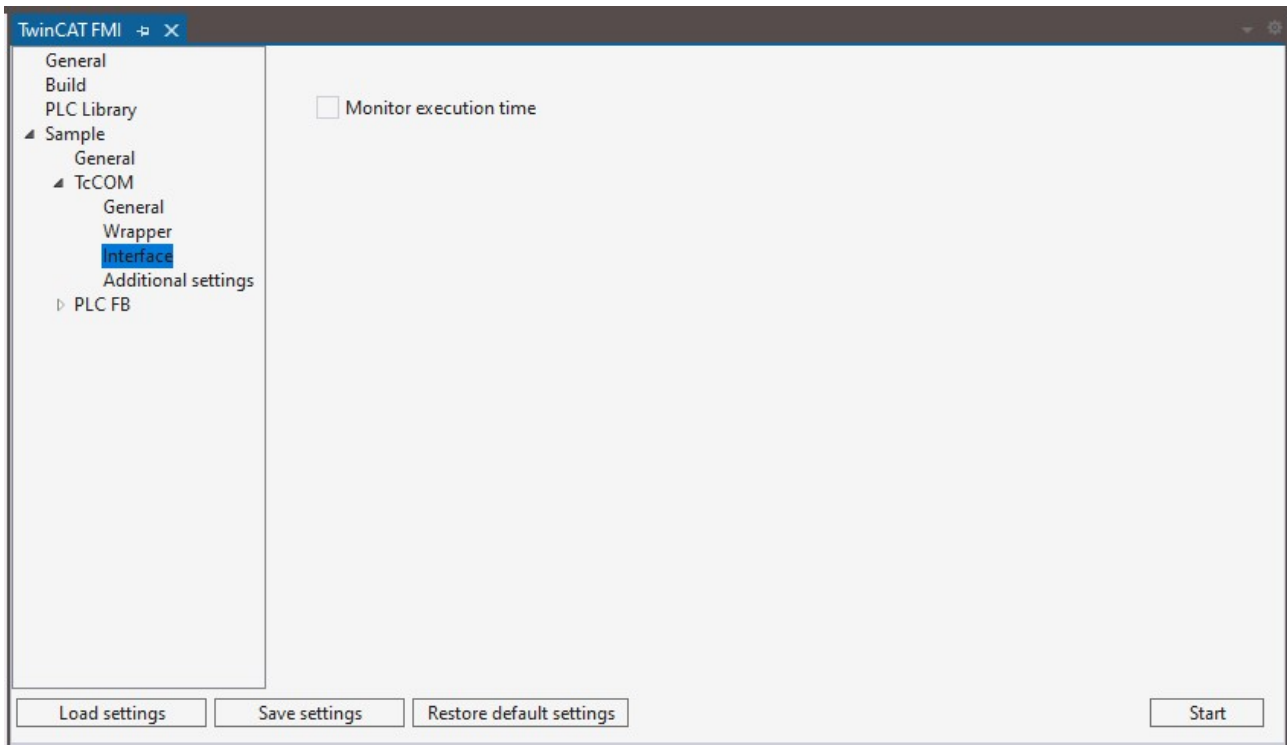 TwinCAT FMI
General
Build
PLC Library
Sample
General
TcCOM
General
Wrapper
Interface
Additional settings
PLC FB
Monitor execution time
Load settings
Save settings
Restore default settings
Start